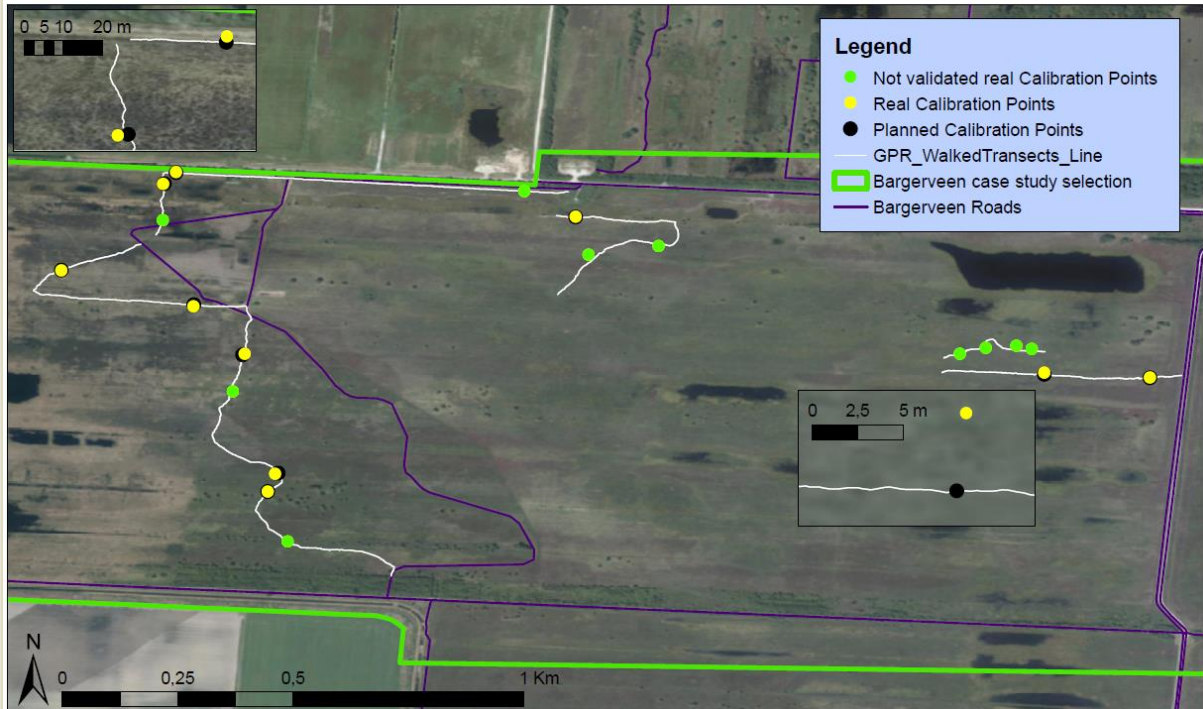 0 5 10 20 m
Legend
Not validated real Calibration Points
Real Calibration Points
Planned Calibration Points
GPR_WalkedTransects_Line
Bargerveen case study selection
Bargerveen Roads
0 2,5 5 m
N
0 0,25 0,5 1 Km